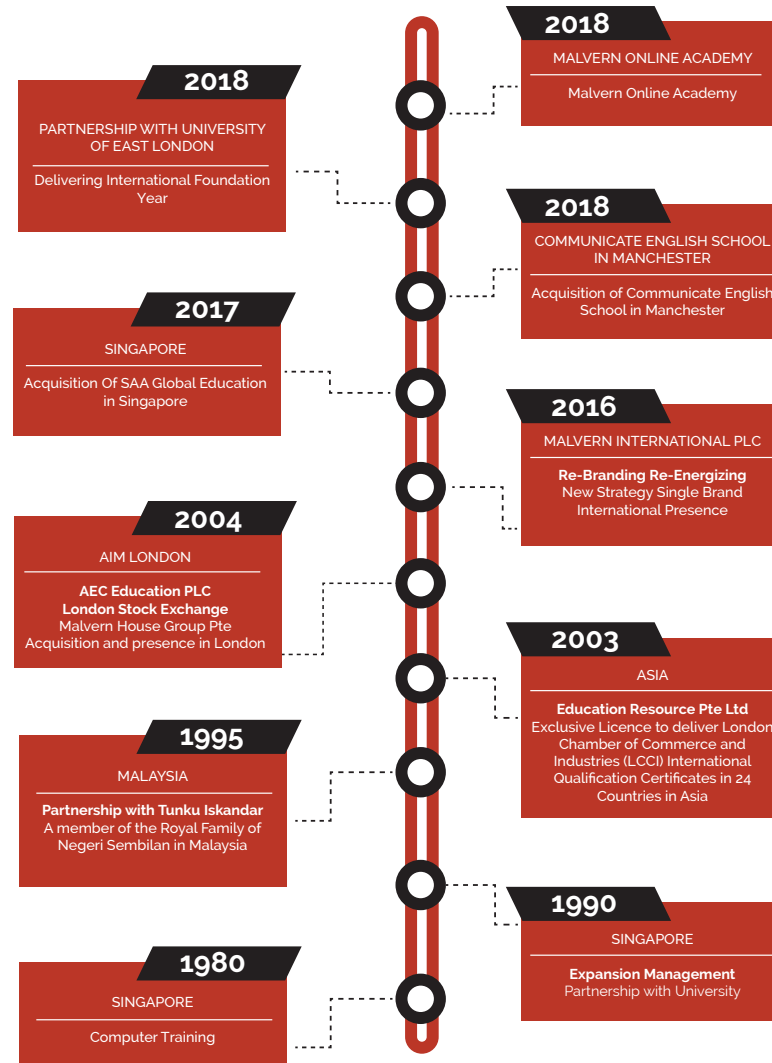 2018
MALVERN ONLINE ACADEMY
Malvern Online Academy
2018
PARTNERSHIP WITH UNIVERSITY
OF EAST LONDON
Delivering International Foundation
Year
2018
COMMUNICATE ENGLISH SCHOOL
IN MANCHESTER
Acquisition of Communicate English
School in Manchester
2017
SINGAPORE
Acquisition Of SAA Global Education
in Singapore
2016
MALVERN INTERNATIONAL PLC
Re-Branding Re-Energizing
New Strategy Single Brand
International Presence
2004
AIM LONDON
AEC Education PLC
London Stock Exchange
Malvern House Group Pte
Acquisition and presence in London
2003
ASIA
Education Resource Pte Ltd
Exclusive Licence to deliver London
Chamber of Commerce and
Industries (LCCI) International
Qualification Certificates in 24
Countries in Asia
1995
MALAYSIA
Partnership with Tunku Iskandar
A member of the Royal Family of
Negeri Sembilan in Malaysia
1990
SINGAPORE
Expansion Management
Partnership with University
1980
SINGAPORE
Computer Training